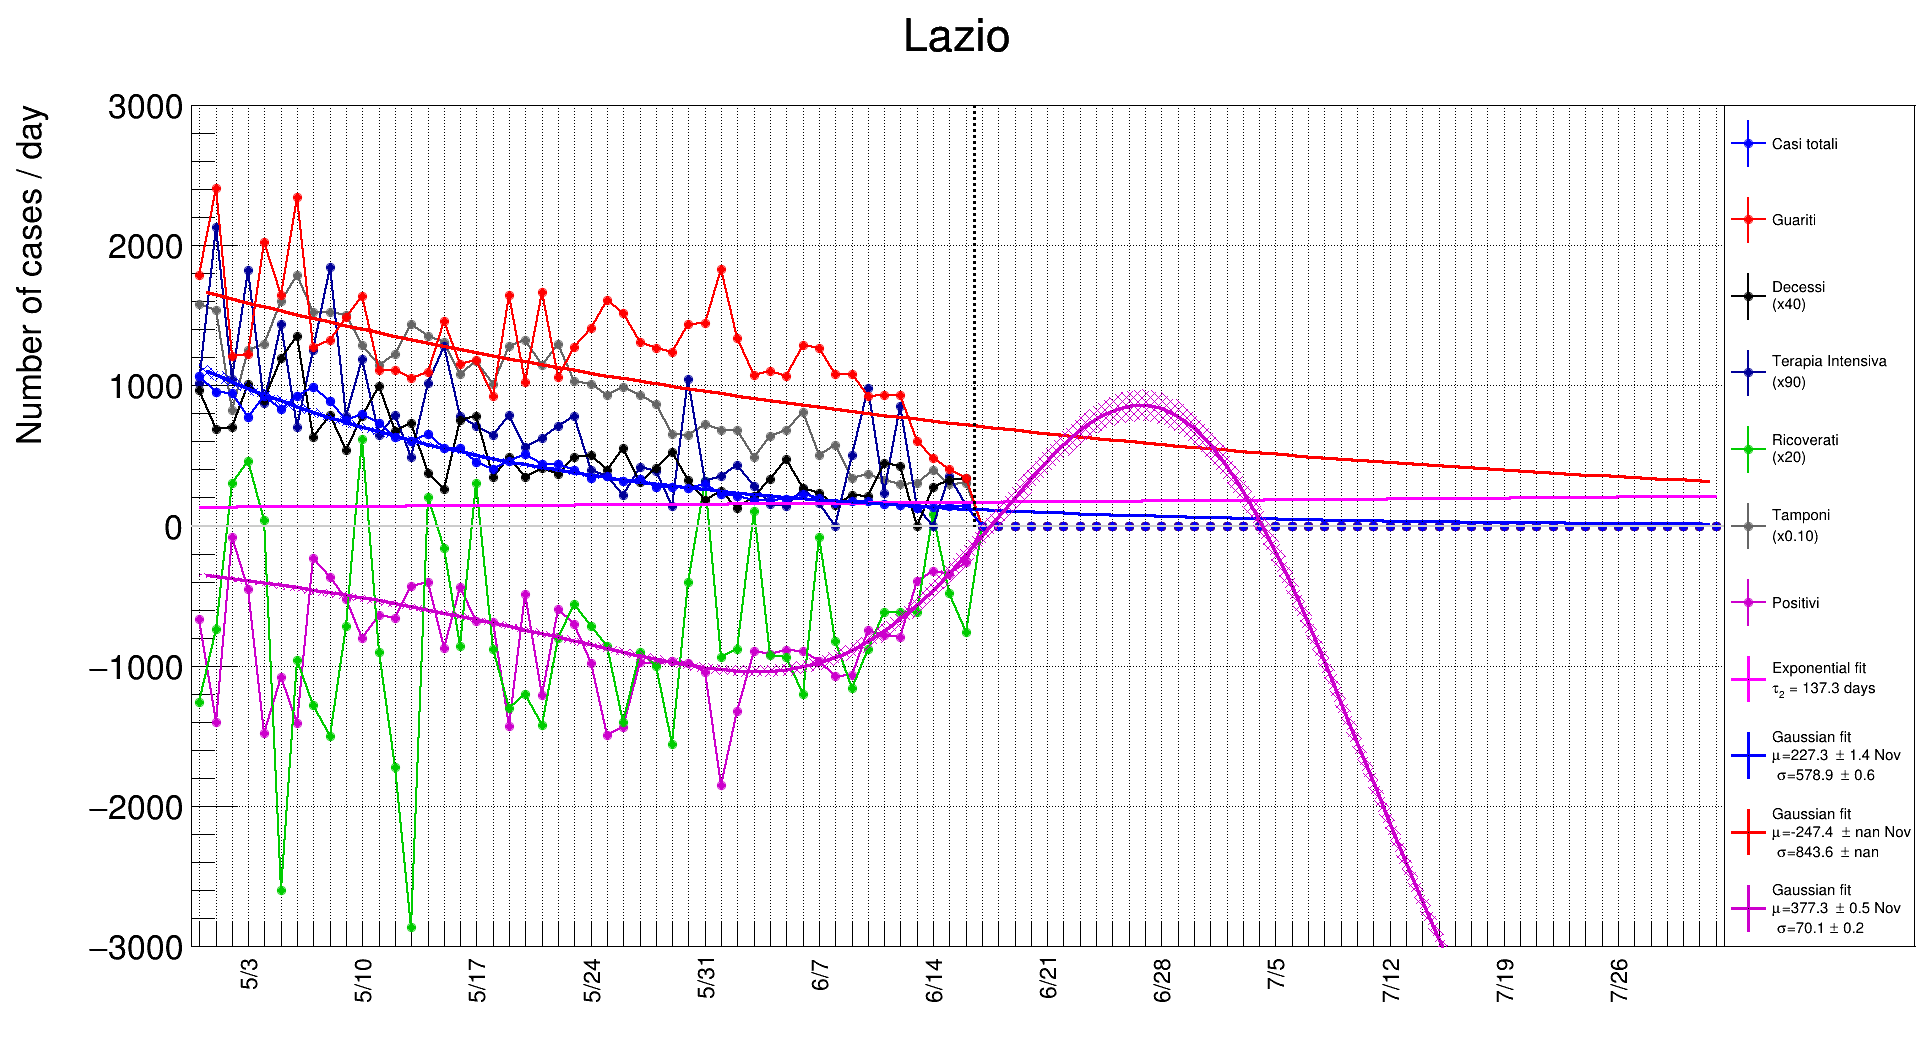 Lazio
Number of cases / day
3000
2000
1000
0
−1000
−2000
−3000
5/3
5/10
5/17
5/24
5/31
6/7
6/14
6/21
6/28
7/5
7/12
7/19
7/26
Casi totali
Guariti
Decessi
(x40)
Terapia Intensiva
(x90)
Ricoverati
(x20)
Tamponi
(x0.10)
Positivi
Exponential fit
τ2 = 137.3 days
Gaussian fit
μ=227.3 ± 1.4 Nov
σ=578.9 ± 0.6
Gaussian fit
μ=-247.4 ± nan Nov
σ=843.6 ± nan
Gaussian fit
μ=377.3 ± 0.5 Nov
σ=70.1 ± 0.2